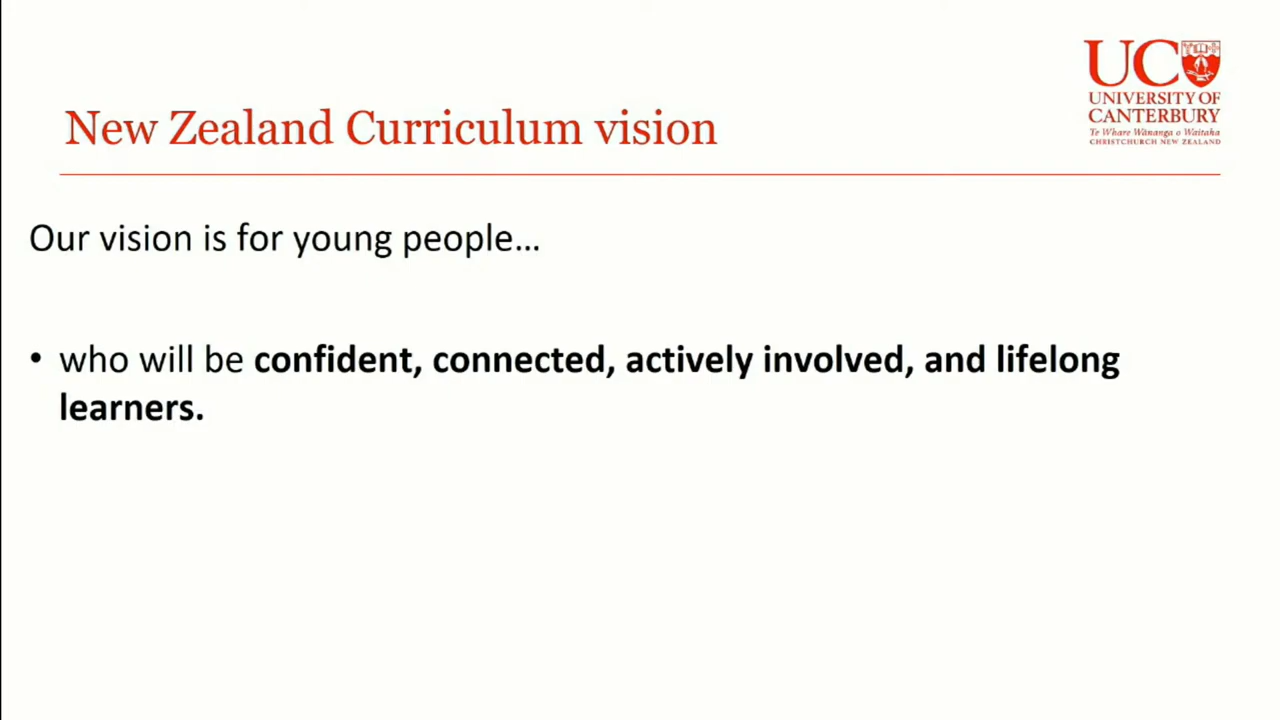 UC
UNIVERSITY OF
CANTERBURY
Te Whare Wānanga o Waitaha
CHRISTCHURCH NEW ZEALAND
New Zealand Curriculum vision
Our vision is for young people…
• who will be confident, connected, actively involved, and lifelong
learners.